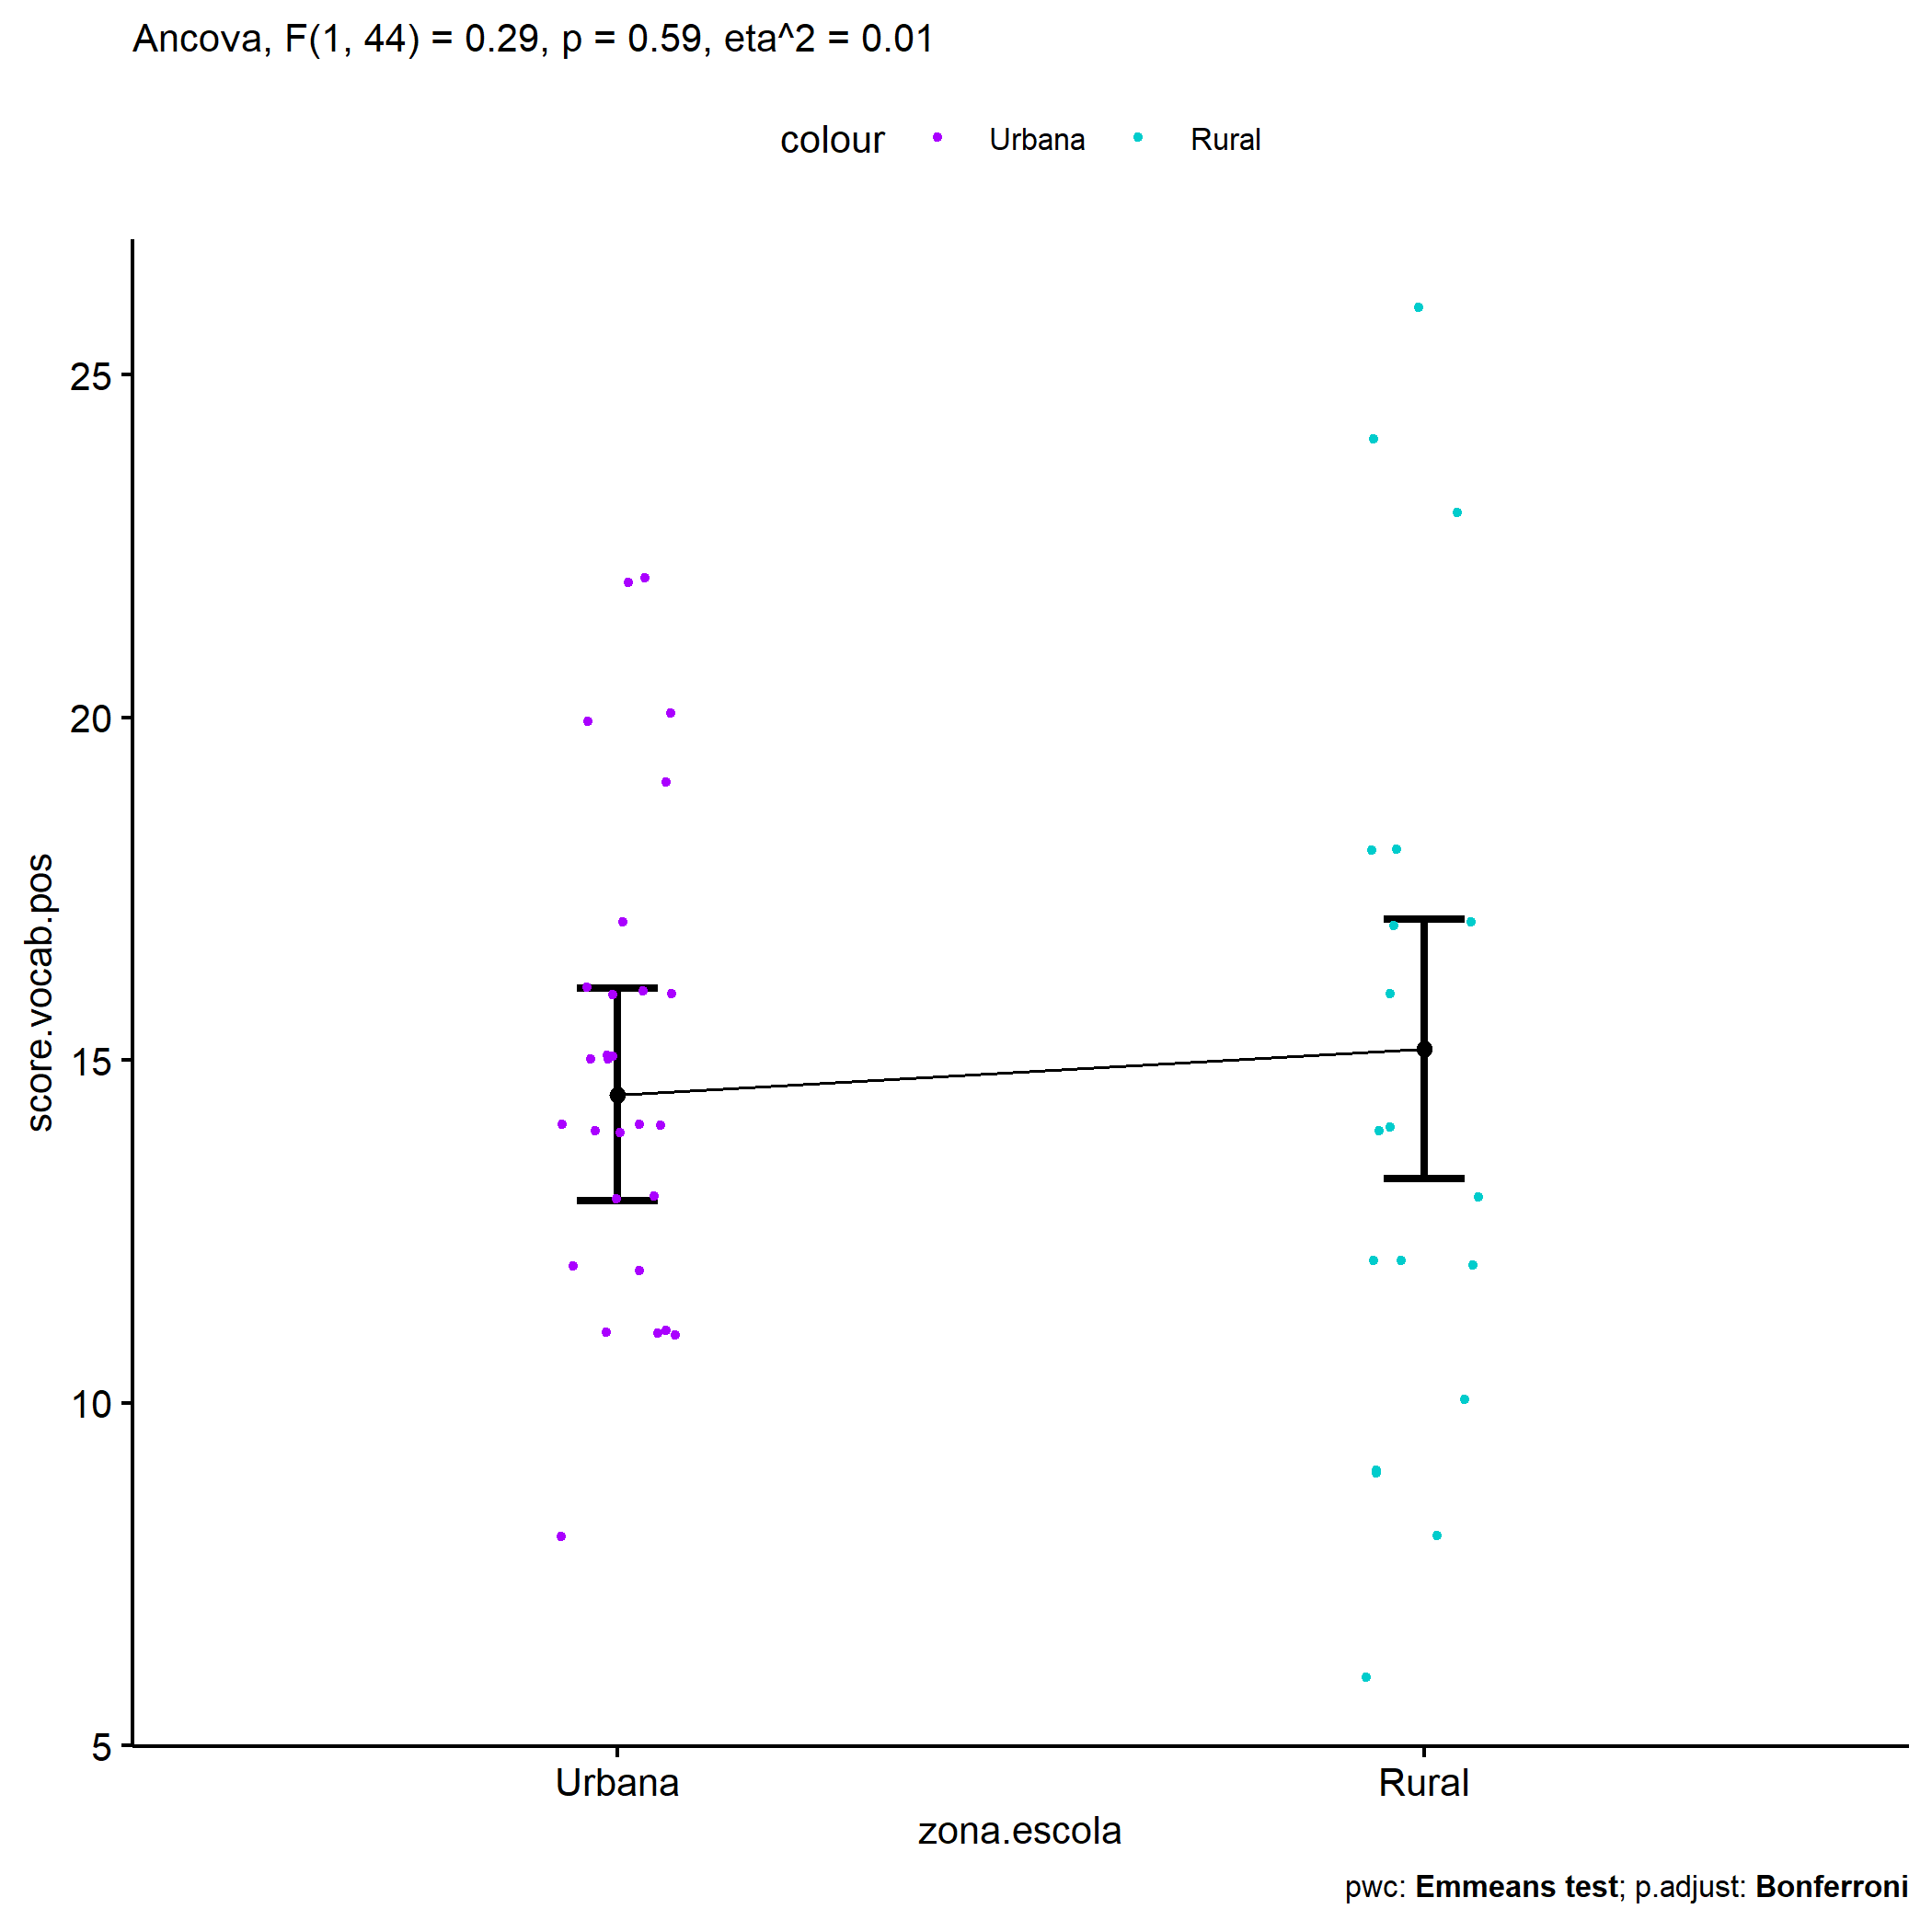 Ancova, F(1, 44) = 0.29, p = 0.59, eta^2 = 0.01
colour Urbana Rural
25
20
15
10
5
score.vocab.pos
Urbana Rural
zona.escola
pwc: Emmeans test; p.adjust: Bonferroni